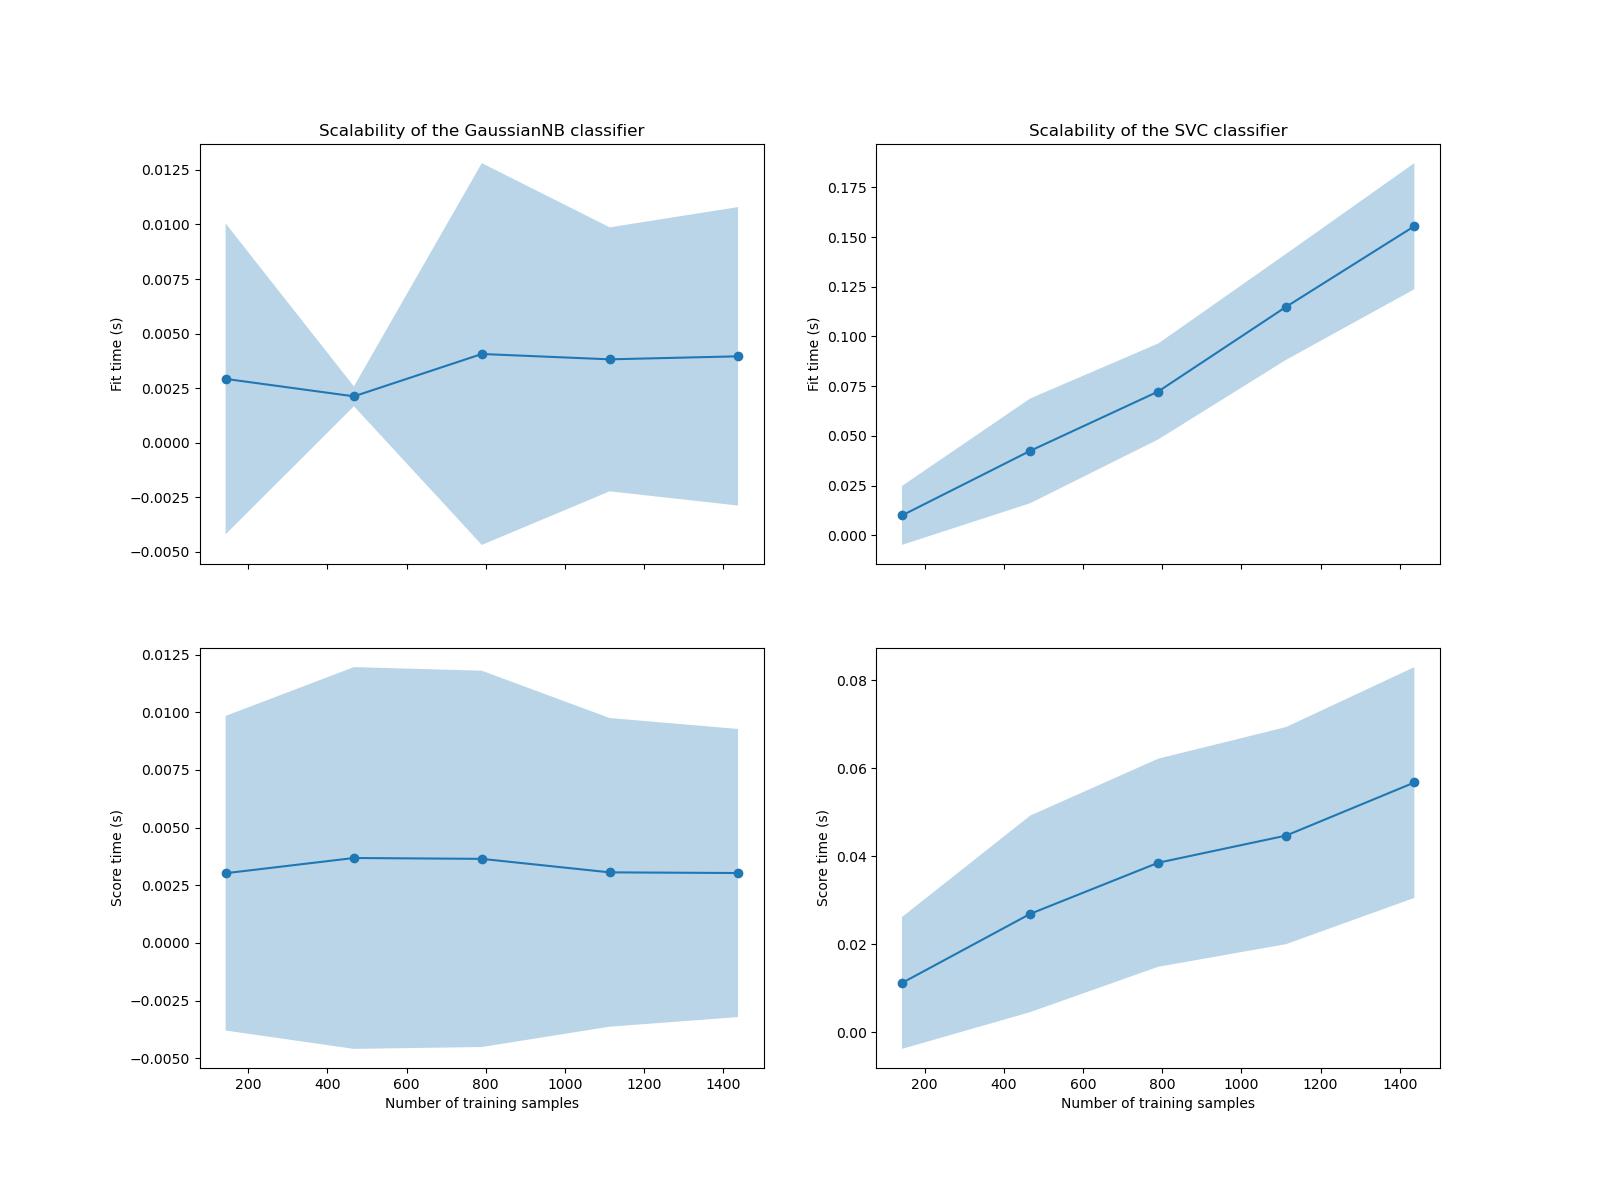 Scalability of the GaussianNB classifier
0.0125
0.0100
0.0075
0.0050
0.0025
0.0000
−0.0025
−0.0050
Fit time (s)
Scalability of the SVC classifier
0.175
0.150
0.125
0.100
0.075
0.050
0.025
0.000
Fit time (s)
0.0125
0.0100
0.0075
0.0050
0.0025
0.0000
−0.0025
−0.0050
Score time (s)
200 400 600 800 1000 1200 1400
Number of training samples
0.08
0.06
0.04
0.02
0.00
Score time (s)
200 400 600 800 1000 1200 1400
Number of training samples